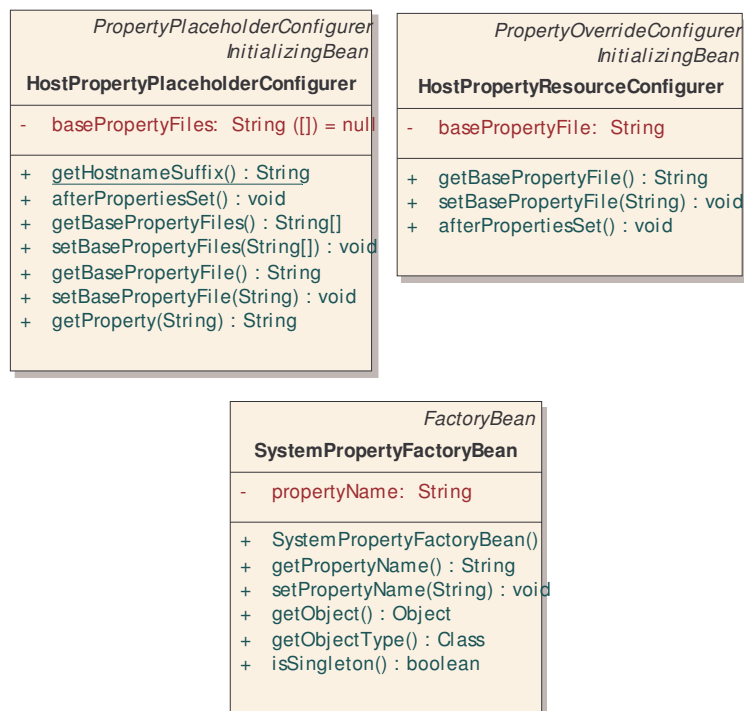 PropertyPlaceholderConfigurer
InitializingBean
HostPropertyPlaceholderConfigurer
- basePropertyFiles: String ([]) = null
+ getHostnameSuffix() : String
+ afterPropertiesSet() : void
+ getBasePropertyFiles() : String[]
+ setBasePropertyFiles(String[]) : void
+ getBasePropertyFile() : String
+ setBasePropertyFile(String) : void
+ getProperty(String) : String
PropertyOverrideConfigurer
InitializingBean
HostPropertyResourceConfigurer
- basePropertyFile: String
+ getBasePropertyFile() : String
+ setBasePropertyFile(String) : void
+ afterPropertiesSet() : void
FactoryBean
SystemPropertyFactoryBean
- propertyName: String
+ SystemPropertyFactoryBean()
+ getPropertyName() : String
+ setPropertyName(String) : void
+ getObject() : Object
+ getObjectType() : Class
+ isSingleton() : boolean